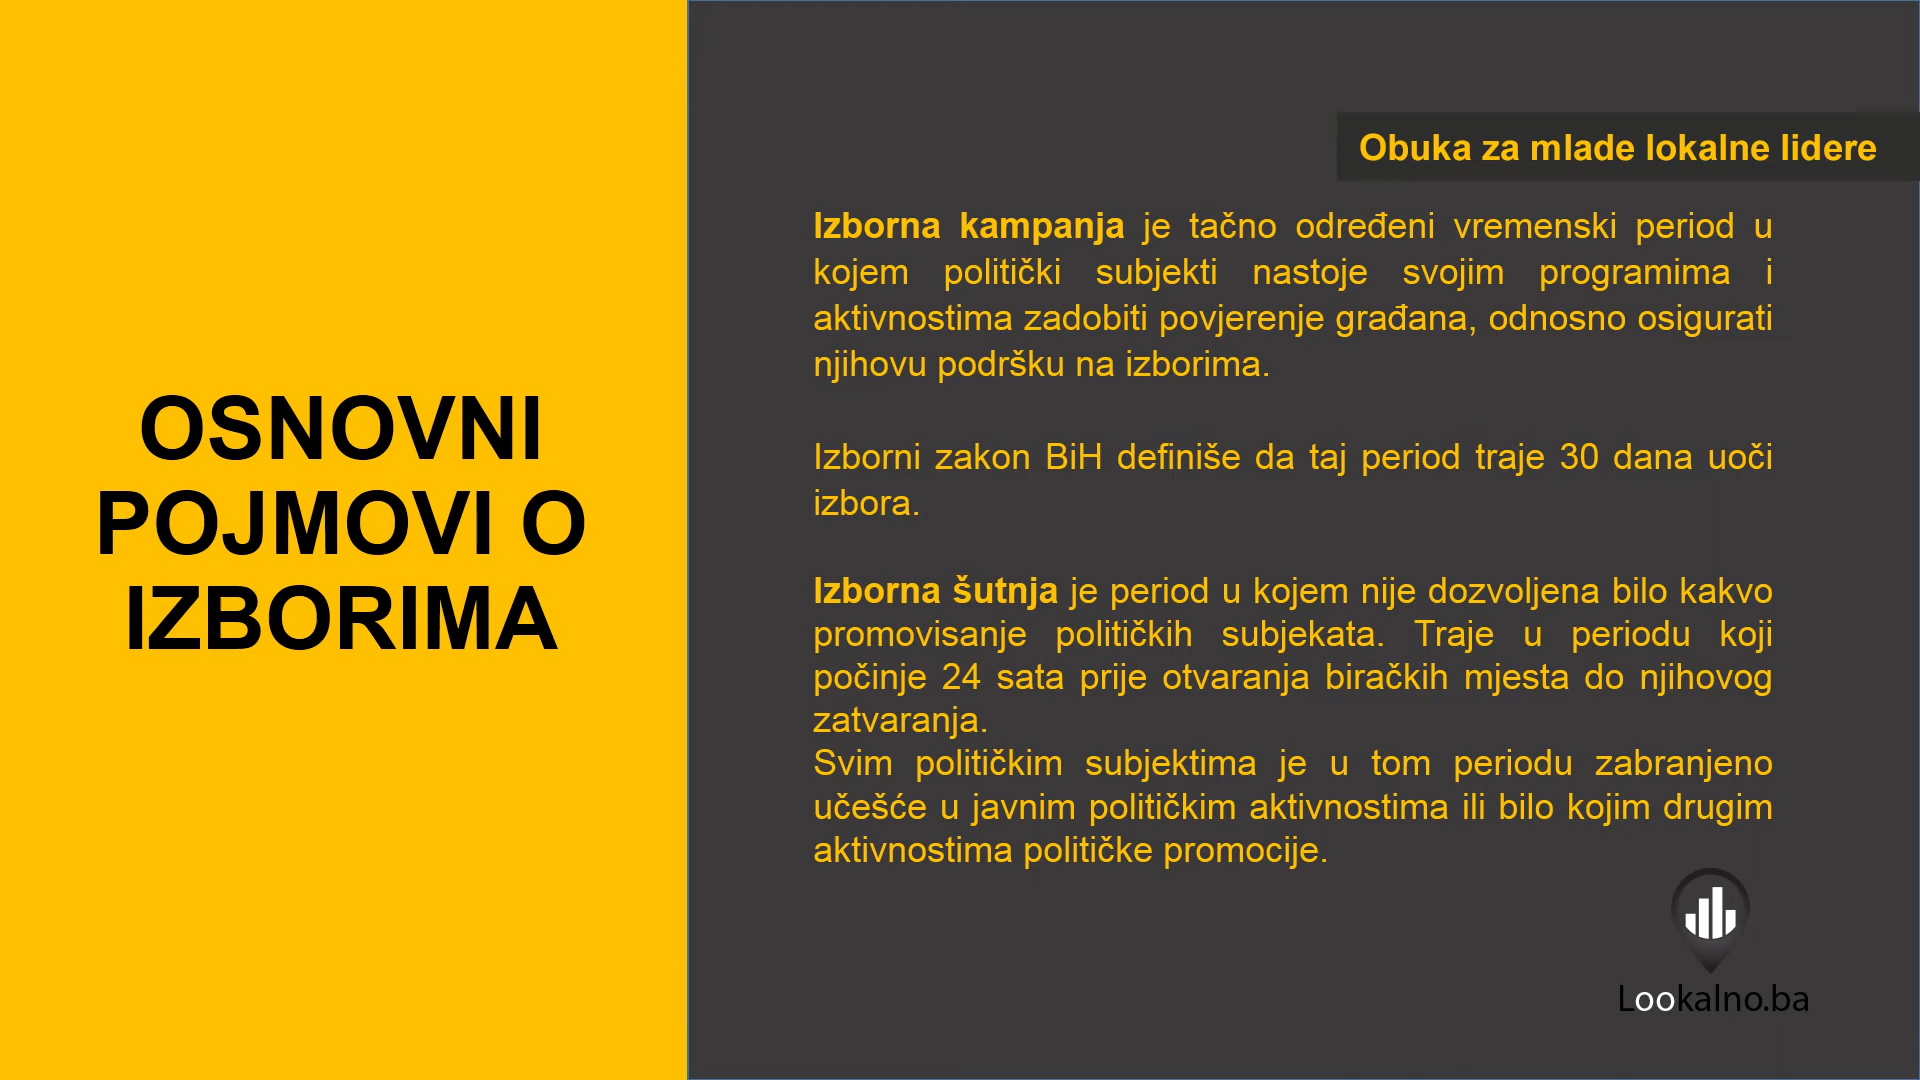 OSNOVNI
POJMOVI O
IZBORIMA
Obuka za mlade lokalne lidere
Izborna kampanja je tačno određeni vremenski period u
kojem politički subjekti nastoje svojim programima i
aktivnostima zadobiti povjerenje građana, odnosno osigurati
njihovu podršku na izborima.
Izborni zakon BiH definiše da taj period traje 30 dana uoči
izbora.
Izborna šutnja je period u kojem nije dozvoljena bilo kakvo
promovisanje političkih subjekata. Traje u periodu koji
počinje 24 sata prije otvaranja biračkih mjesta do njihovog
zatvaranja.
Svim političkim subjektima je u tom periodu zabranjeno
učešće u javnim političkim aktivnostima ili bilo kojim drugim
aktivnostima političke promocije.
Lookalno.ba